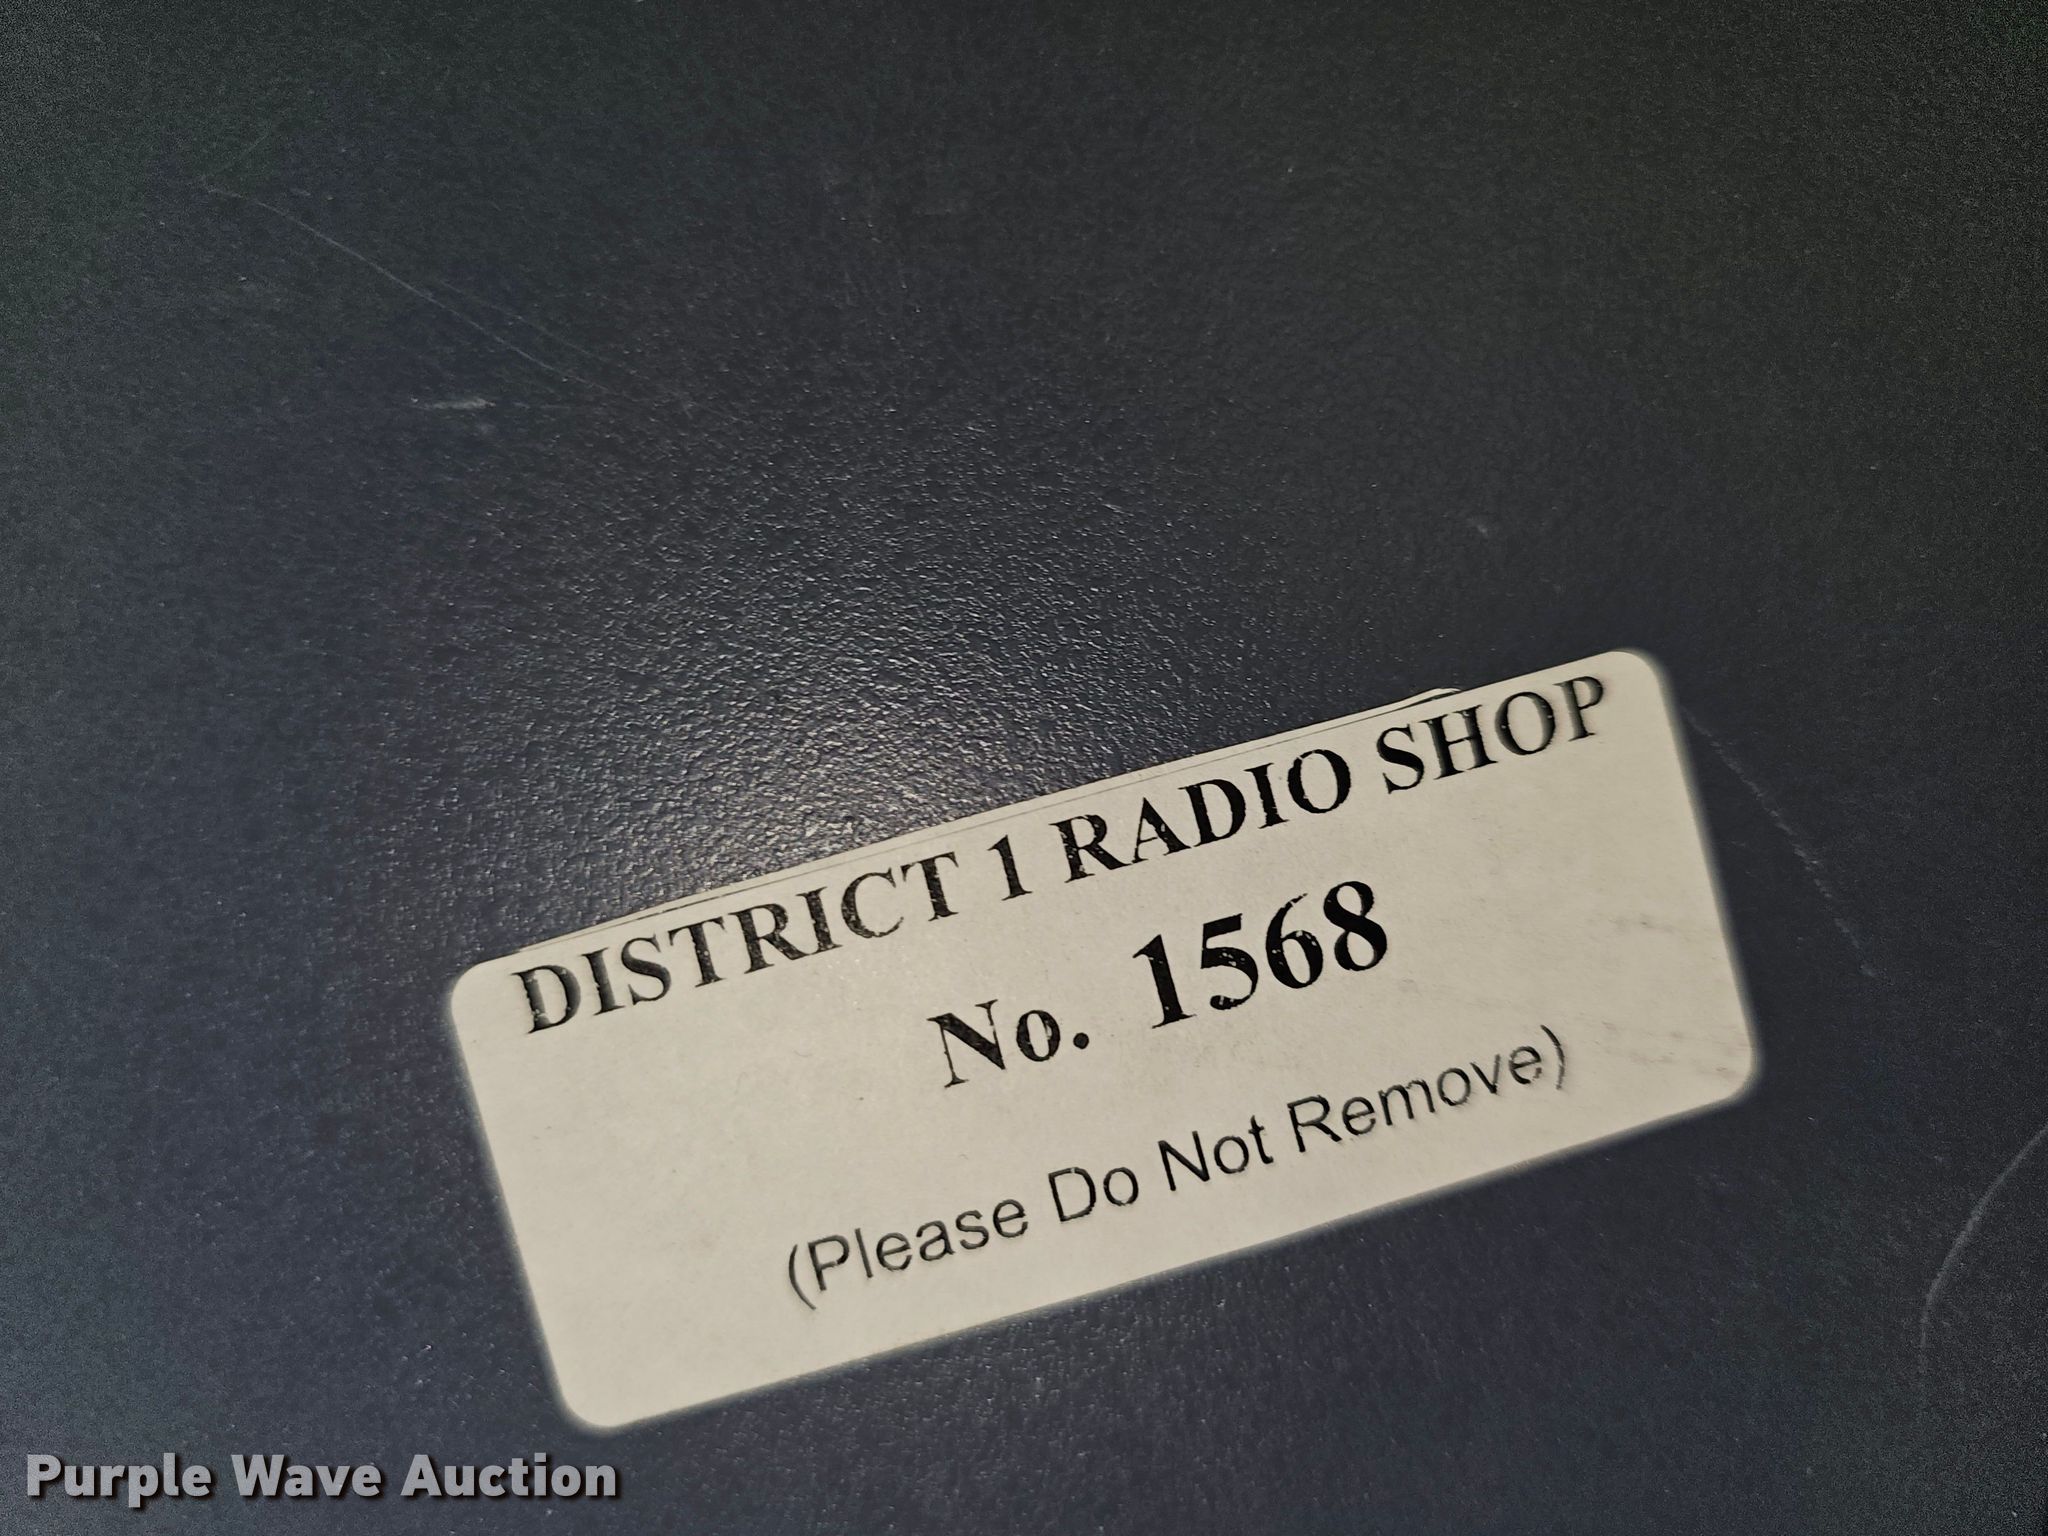 DISTRICT 1 RADIO SHOP
No. 1568
(Please Do Not Remove)
Purple Wave Auction